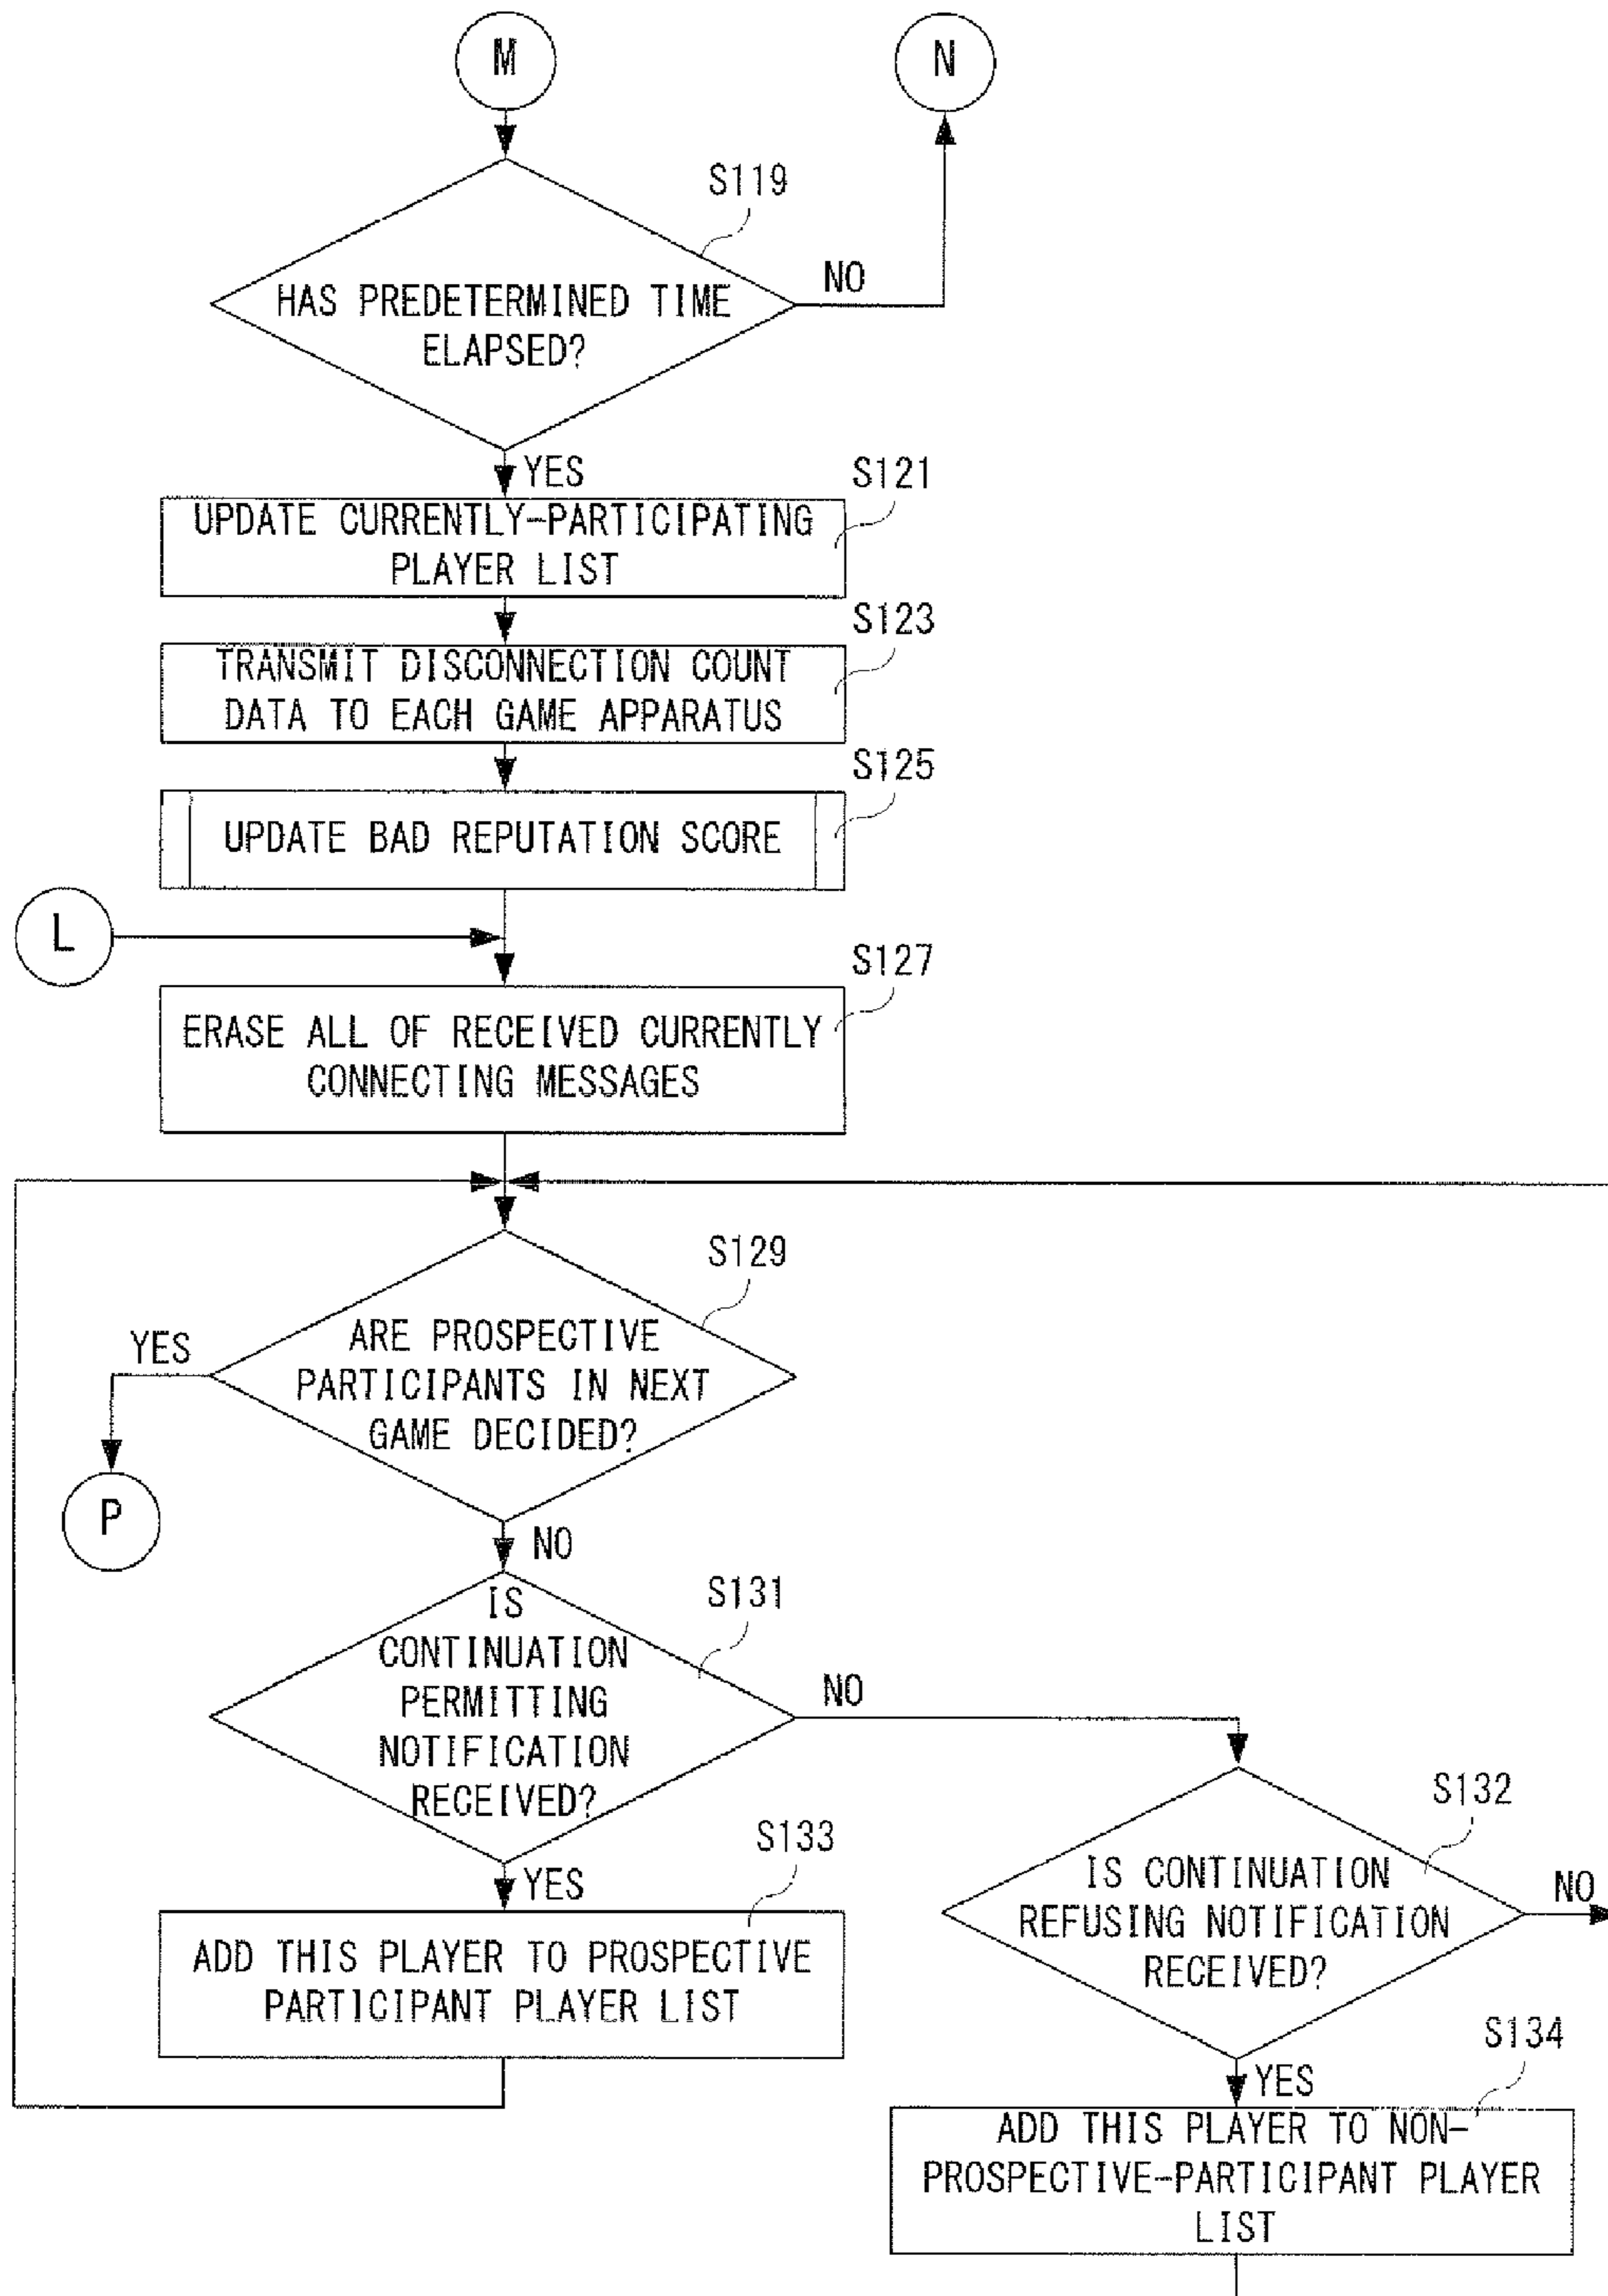 M
N
S119
HAS PREDETERMINED TIME
ELAPSED?
NO
YES
S121
UPDATE CURRENTLY-PARTICIPATING
PLAYER LIST
S123
TRANSMIT DISCONNECTION COUNT
DATA TO EACH GAME APPARATUS
S125
UPDATE BAD REPUTATION SCORE
L
S127
ERASE ALL OF RECEIVED CURRENTLY
CONNECTING MESSAGES
S129
ARE PROSPECTIVE
PARTICIPANTS IN NEXT
GAME DECIDED?
YES
P
NO
S131
IS
CONTINUATION
PERMITTING
NOTIFICATION
RECEIVED?
NO
YES
S132
IS CONTINUATION
REFUSING NOTIFICATION
RECEIVED?
NO
S133
ADD THIS PLAYER TO PROSPECTIVE
PARTICIPANT PLAYER LIST
YES
S134
ADD THIS PLAYER TO NON-
PROSPECTIVE-PARTICIPANT PLAYER
LIST